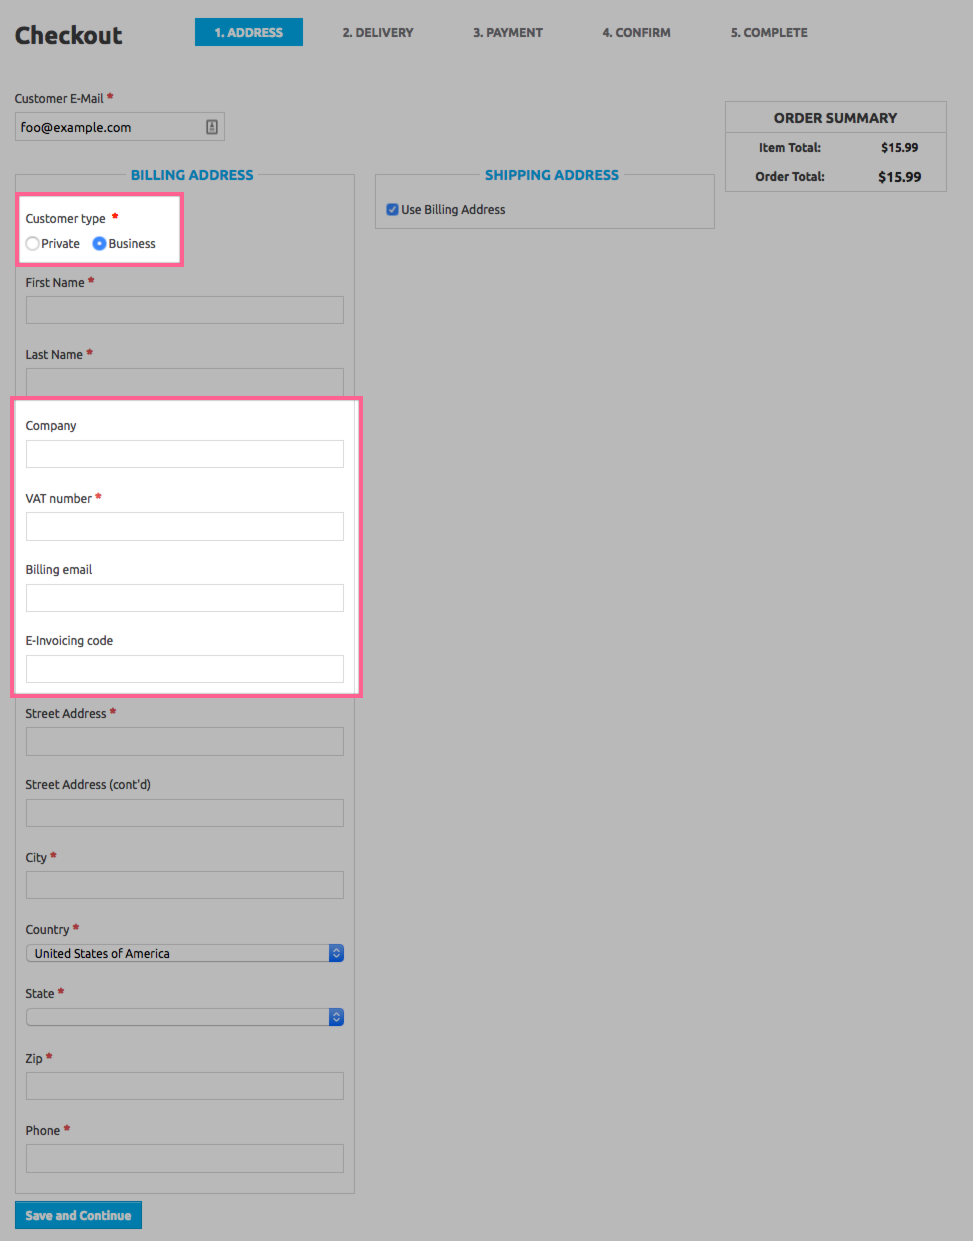 Checkout
1. ADDRESS
2. DELIVERY
3. PAYMENT
4. CONFIRM
5. COMPLETE
Customer E-Mail *
foo@example.com
ORDER SUMMARY
Item Total: $15.99
Order Total: $15.99
BILLING ADDRESS
Customer type *
Private
Business
First Name *
Last Name *
Company
VAT number *
Billing email
E-Invoicing code
Street Address *
Street Address (cont'd)
City *
Country *
United States of America
State *
Zip *
Phone *
Save and Continue
SHIPPING ADDRESS
Use Billing Address